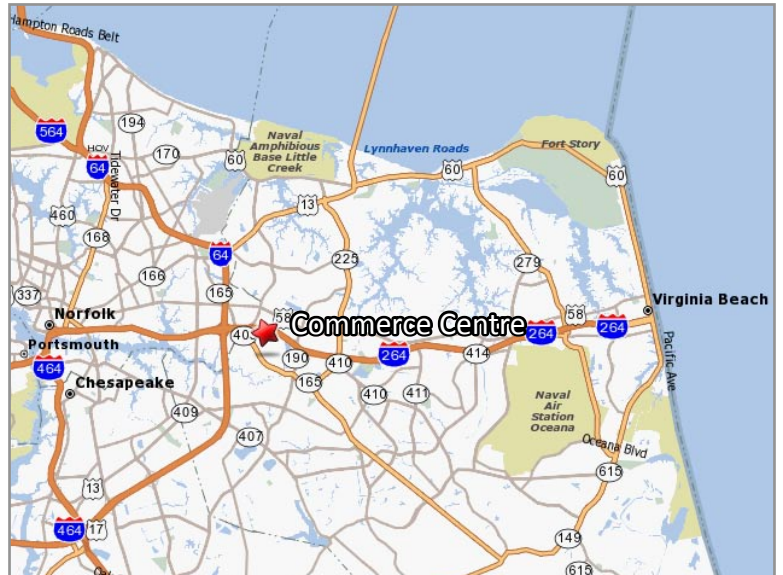 Hampton Roads Belt
564
HOV
64
194
170
Tidewater Dr
60
Naval
Amphibious
Base Little
Creek
Lynnhaven Roads
60
Fort Story
60
460
168
13
64
225
279
166
165
337
Norfolk
58
58
Virginia Beach
Commerce Centre
264
264
Portsmouth
190
410
264
414
Pacific Ave
464
165
Chesapeake
410
411
409
Naval
Air
Station
Oceana
407
Oceana Blvd
615
13
464
17
149
615